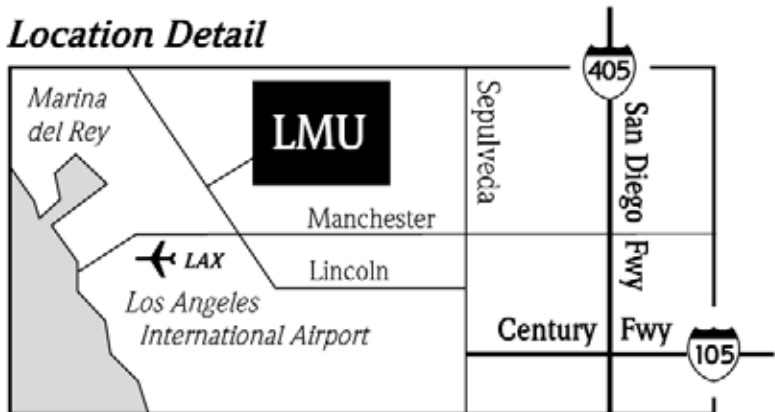 Location Detail
405
Marina
del Rey
LMU
Sepulveda
San Diego Fwy
Manchester
LAX
Lincoln
Los Angeles
International Airport
Century Fwy
105